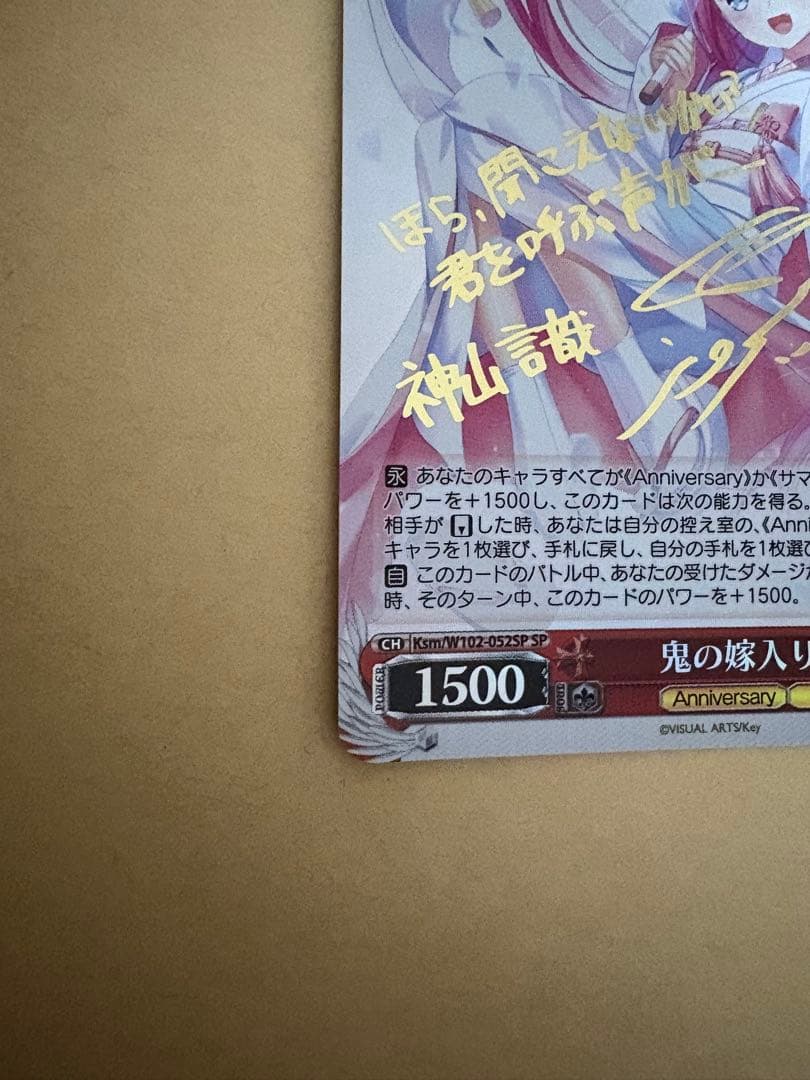 ほら、聞こえないかい?
君を呼ぶ声が
神山 識
永 あなたのキャラすべてが《Anniversary》か《サマ
パワーを+1500し、このカードは次の能力を得る。
相手が した時、あなたは自分の控え室の、《Anni
キャラを1枚選び、手札に戻し、自分の手札を1枚選
自 このカードのバトル中、あなたの受けたダメージが
時、そのターン中、このカードのパワーを+1500。
CH Ksm/W102-052SP SP
鬼の嫁入り
POWER 1500 SOUL
Anniversary
©VISUAL ARTS/Key